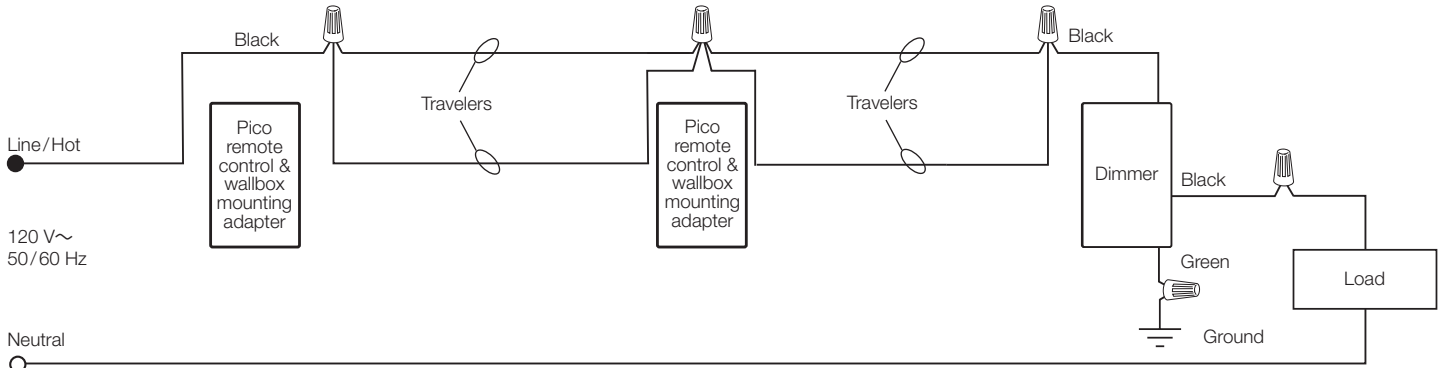 Black
Black
Travelers
Travelers
Line/Hot
Pico
remote
control &
wallbox
mounting
adapter
Pico
remote
control &
wallbox
mounting
adapter
Dimmer
Black
120 V~
50/60 Hz
Green
Load
Neutral
Ground